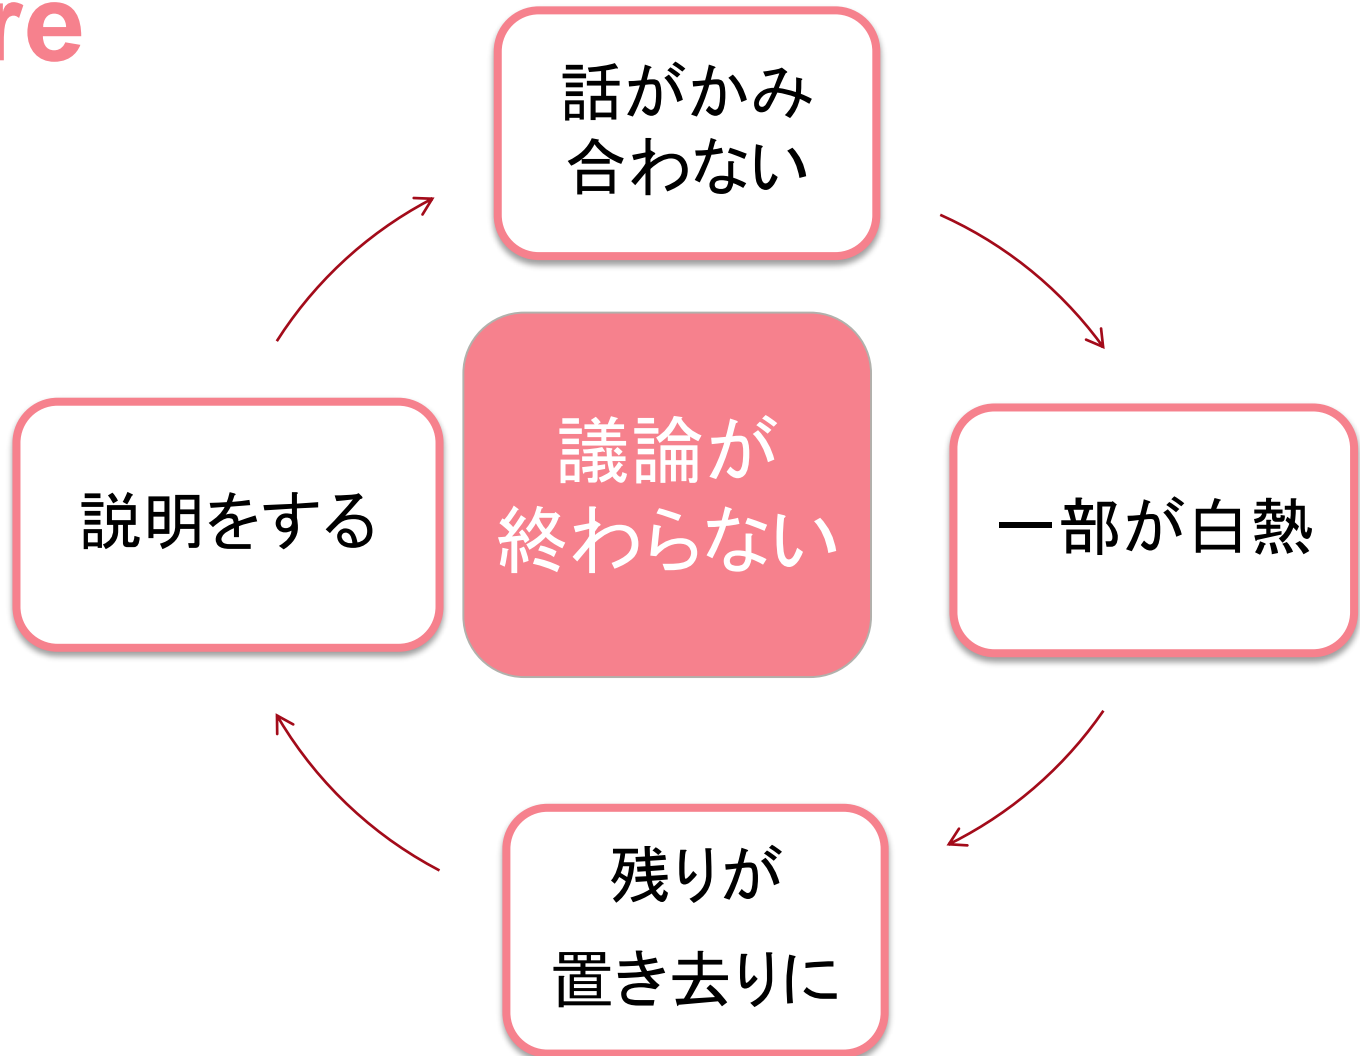 re
話がかみ
合わない
議論が
終わらない
説明をする
一部が白熱
残りが
置き去りに